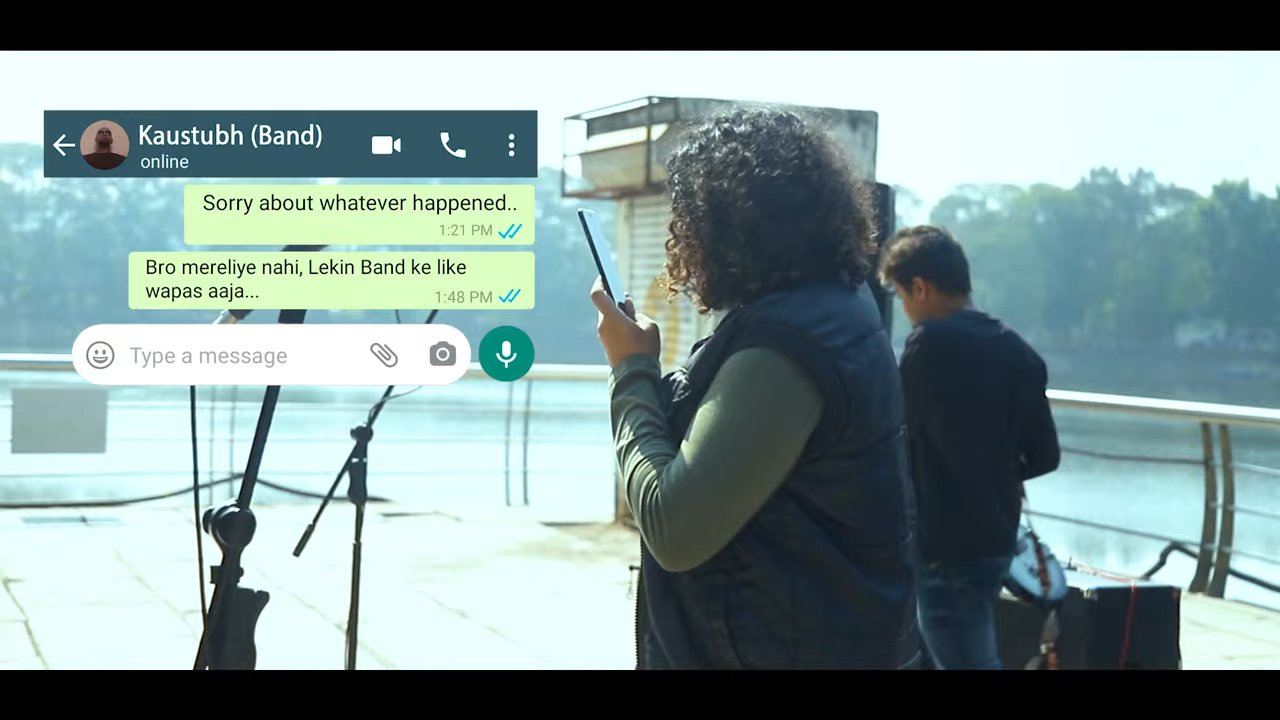 Kaustubh (Band)
online
Sorry about whatever happened..
1:21 PM
Bro mereliye nahi, Lekin Band ke like
wapas aaja...
1:48 PM
Type a message